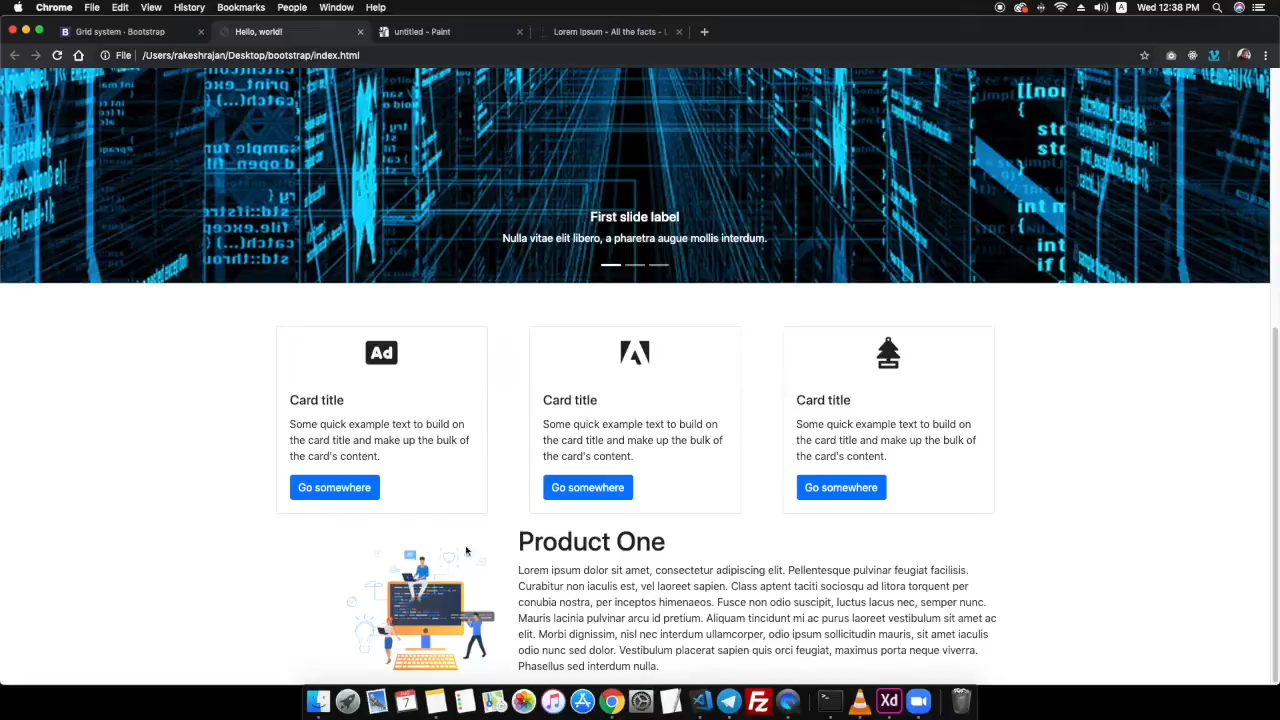 Chrome File Edit View History Bookmarks People Window Help
A Wed 12:38 PM
B Grid system · Bootstrap
Hello, world!
untitled - Paint
Lorem Ipsum - All the facts - L
File /Users/rakeshrajan/Desktop/bootstrap/index.html
First slide label
Nulla vitae elit libero, a pharetra augue mollis interdum.
Ad
Card title
Some quick example text to build on
the card title and make up the bulk of
the card's content.
Go somewhere
Card title
Some quick example text to build on
the card title and make up the bulk of
the card's content.
Go somewhere
Card title
Some quick example text to build on
the card title and make up the bulk of
the card's content.
Go somewhere
Product One
Lorem ipsum dolor sit amet, consectetur adipiscing elit. Pellentesque pulvinar feugiat facilisis.
Curabitur non iaculis est, vel laoreet sapien. Class aptent taciti sociosqu ad litora torquent per
conubia nostra, per inceptos himenaeos. Fusce non odio suscipit, luctus lacus nec, semper nunc.
Mauris lacinia pulvinar arcu id pretium. Aliquam tincidunt mi ac purus laoreet vestibulum sit amet ac
elit. Morbi dignissim, nisl nec interdum ullamcorper, odio ipsum sollicitudin mauris, sit amet iaculis
odio nunc sed dolor. Vestibulum placerat sapien quis orci feugiat, maximus porta neque viverra.
Phasellus sed interdum nulla.
7
Fz
Xd